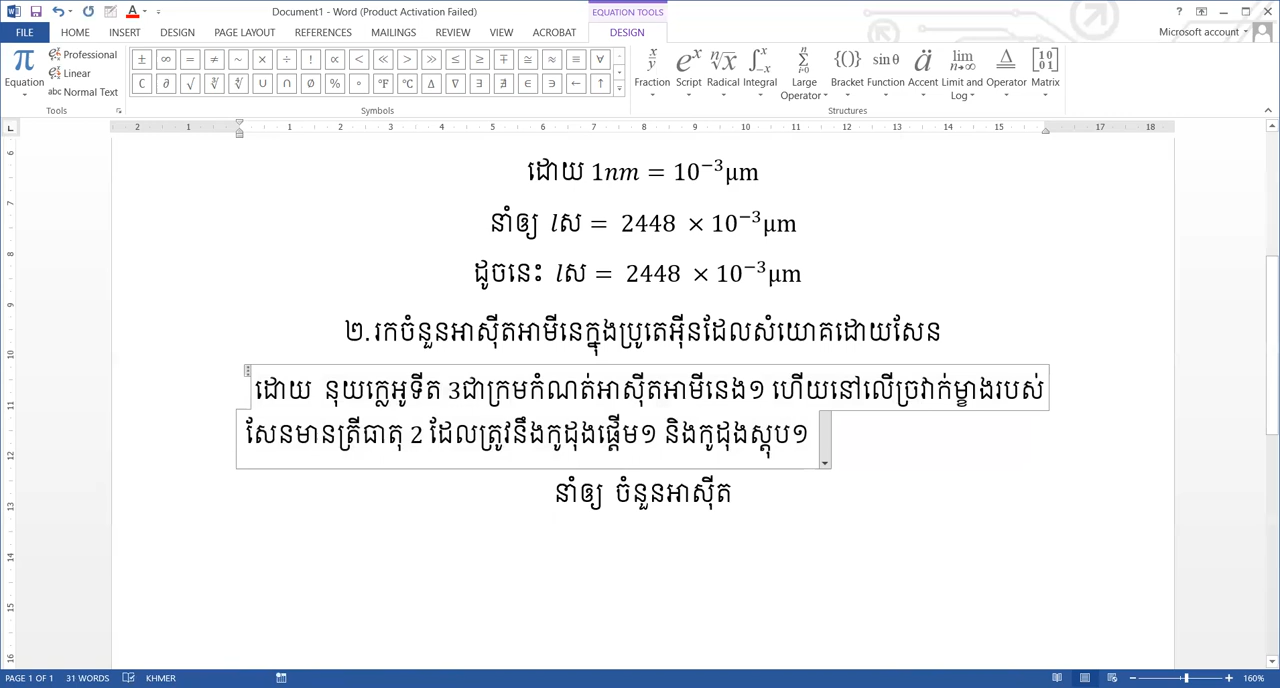 Document1 - Word (Product Activation Failed)
EQUATION TOOLS
FILE HOME INSERT DESIGN PAGE LAYOUT REFERENCES MAILINGS REVIEW VIEW ACROBAT DESIGN Microsoft account
Equation
Professional
Linear
abc Normal Text
± ∞ = ≠ ~ × ÷ ! ∝ < ≪ > ≫ ≤ ≥ ∓ ≅ ≈ ≡ ∀
∁ ∂ √ ∛ ∜ ∪ ∩ ∅ % ° °F °C ∆ ∇ ∃ ∄ ∈ ∋ ← ↑
Fraction Script Radical Integral Large Operator Bracket Function Accent Limit and Log Operator Matrix
Tools Symbols Structures
ដោយ 1nm = 10⁻³μm
នាំឲ្យ lស = 2448 × 10⁻³μm
ដូចនេះ lស = 2448 × 10⁻³μm
២.រកចំនួនអាស៊ីតអាមីនេក្នុងប្រូតេអ៊ីនដែលសំយោគដោយសែន
ដោយ នុយក្លេអូទីត 3ជាក្រមកំណត់អាស៊ីតអាមីនេង១ ហើយនៅលើច្រវាក់ម្ខាងរបស់
សែនមានត្រីធាតុ 2 ដែលត្រូវនឹងកូដុងផ្តើម១ និងកូដុងស្តុប១
នាំឲ្យ ចំនួនអាស៊ីត
PAGE 1 OF 1 31 WORDS KHMER 160%